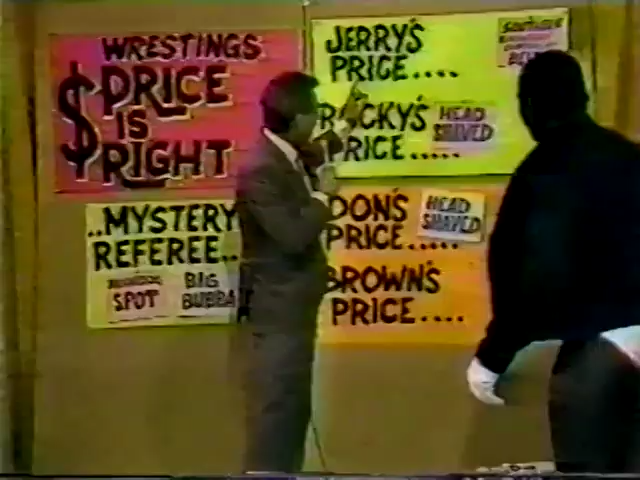 WRESTINGS
$PRICE
IS
RIGHT
..MYSTERY
REFEREE..
SPOT
BIG
BUBBA
JERRY'S
PRICE....
ROCKY'S
PRICE.....
HEAD
SHAVED
DON'S
PRICE.....
HEAD
SHAVED
BROWN'S
PRICE....